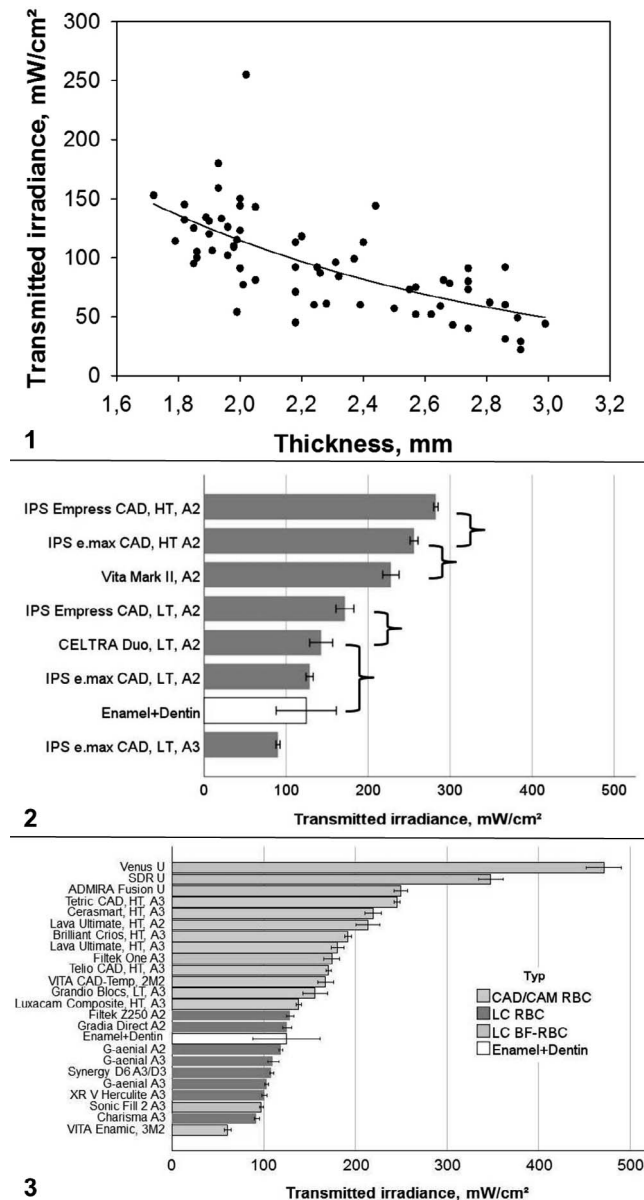 300
250
200
150
100
50
0
Transmitted irradiance, mW/cm²
1,6 1,8 2,0 2,2 2,4 2,6 2,8 3,0 3,2
Thickness, mm
1
IPS Empress CAD, HT, A2
IPS e.max CAD, HT A2
Vita Mark II, A2
IPS Empress CAD, LT, A2
CELTRA Duo, LT, A2
IPS e.max CAD, LT, A2
Enamel+Dentin
IPS e.max CAD, LT, A3
0 100 200 300 400 500
Transmitted irradiance, mW/cm²
2
Venus U
SDR U
ADMIRA Fusion U
Tetric CAD, HT, A3
Cerasmart, HT, A3
Lava Ultimate, HT, A2
Brilliant Crios, HT, A3
Lava Ultimate, HT, A3
Filtek One A3
Telio CAD, HT, A3
VITA CAD-Temp, 2M2
Grandio Blocs, LT, A3
Luxacam Composite, HT, A3
Filtek Z250 A2
Gradia Direct A2
Enamel+Dentin
G-aenial A2
G-aenial A3
Synergy D6 A3/D3
G-aenial A3
XR V Herculite A3
Sonic Fill 2 A3
Charisma A3
VITA Enamic, 3M2
Typ
CAD/CAM RBC
LC RBC
LC BF-RBC
Enamel+Dentin
0 100 200 300 400 500
Transmitted irradiance, mW/cm²
3